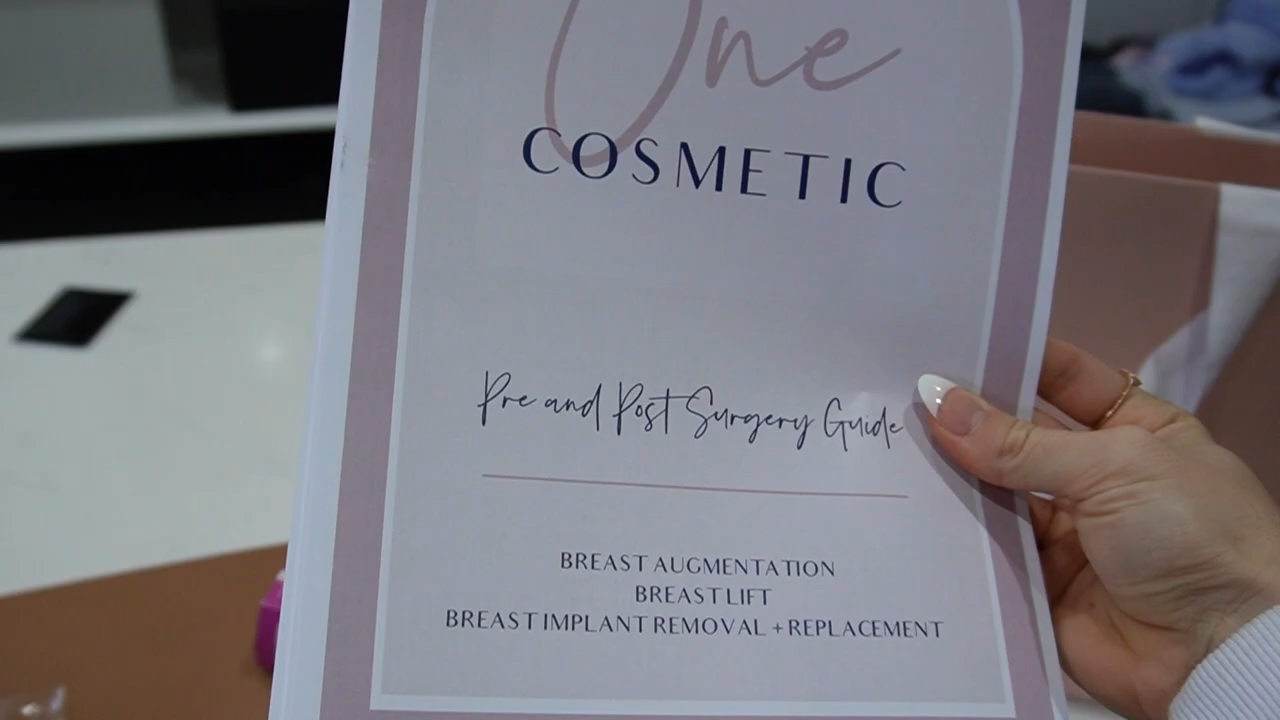 One
COSMETIC
Pre and Post Surgery Guide
BREAST AUGMENTATION
BREAST LIFT
BREAST IMPLANT REMOVAL + REPLACEMENT